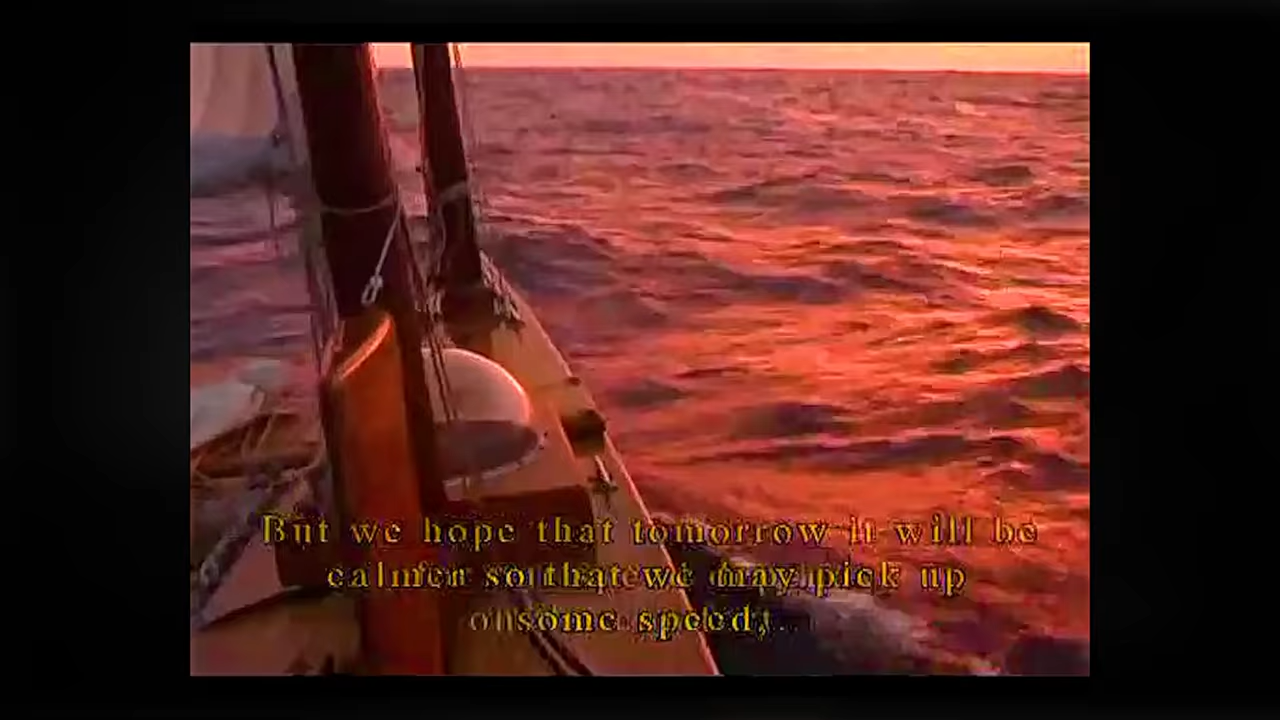 But we hope that tomorrow it will be
calmer so that we may pick up
some speed,